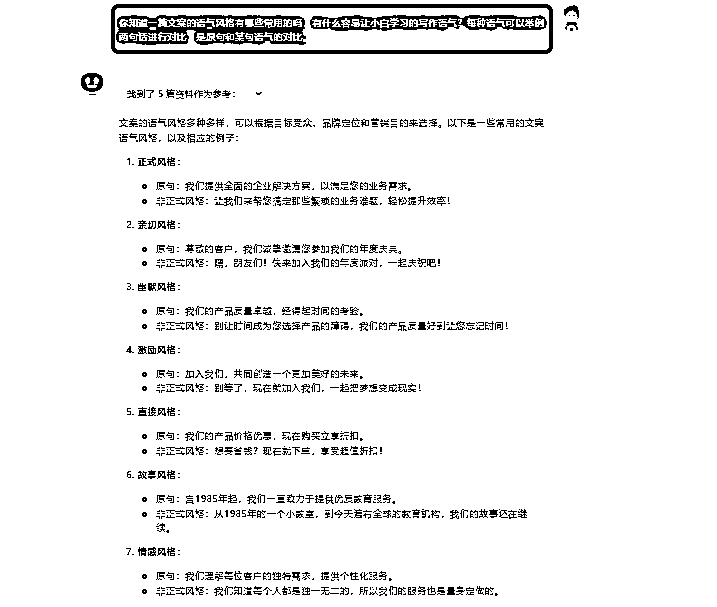 你知道一篇文案的语气风格有哪些常用的吗，有什么容易让小白学习的写作语气？每种语气可以举例
两句话进行对比，是原句和某句语气的对比。
找到了 5 篇资料作为参考：
文案的语气风格多种多样，可以根据目标受众、品牌定位和营销目的来选择。以下是一些常用的文案
语气风格，以及相应的例子：
1. 正式风格：
原句：我们提供全面的企业解决方案，以满足您的业务需求。
非正式风格：让我们来帮您搞定那些繁琐的业务难题，轻松提升效率！
2. 亲切风格：
原句：尊敬的客户，我们诚挚邀请您参加我们的年度庆典。
非正式风格：嘿，朋友们！快来加入我们的年度派对，一起庆祝吧！
3. 幽默风格：
原句：我们的产品质量卓越，经得起时间的考验。
非正式风格：别让时间成为您选择产品的障碍，我们的产品质量好到让您忘记时间！
4. 激励风格：
原句：加入我们，共同创造一个更加美好的未来。
非正式风格：别等了，现在就加入我们，一起把梦想变成现实！
5. 直接风格：
原句：我们的产品价格优惠，现在购买立享折扣。
非正式风格：想要省钱？现在就下单，享受超值折扣！
6. 故事风格：
原句：自1985年起，我们一直致力于提供优质教育服务。
非正式风格：从1985年的一个小教室，到今天遍布全球的教育机构，我们的故事还在继
续。
7. 情感风格：
原句：我们理解每位客户的独特需求，提供个性化服务。
非正式风格：我们知道每个人都是独一无二的，所以我们的服务也是量身定做的。